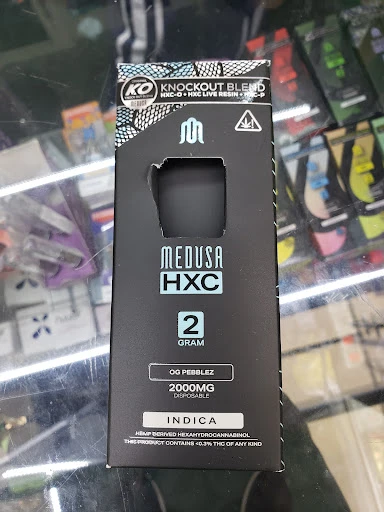 KO
KNOCKOUT BLEND
HXC-O + HXC LIVE RESIN + HXC-P
MEDUSA
HXC
2
GRAM
OG PEBBLEZ
2000MG
DISPOSABLE
INDICA
HEMP DERIVED HEXAHYDROCANNABINOL
THIS PRODUCT CONTAINS <0.3% THC OF ANY KIND